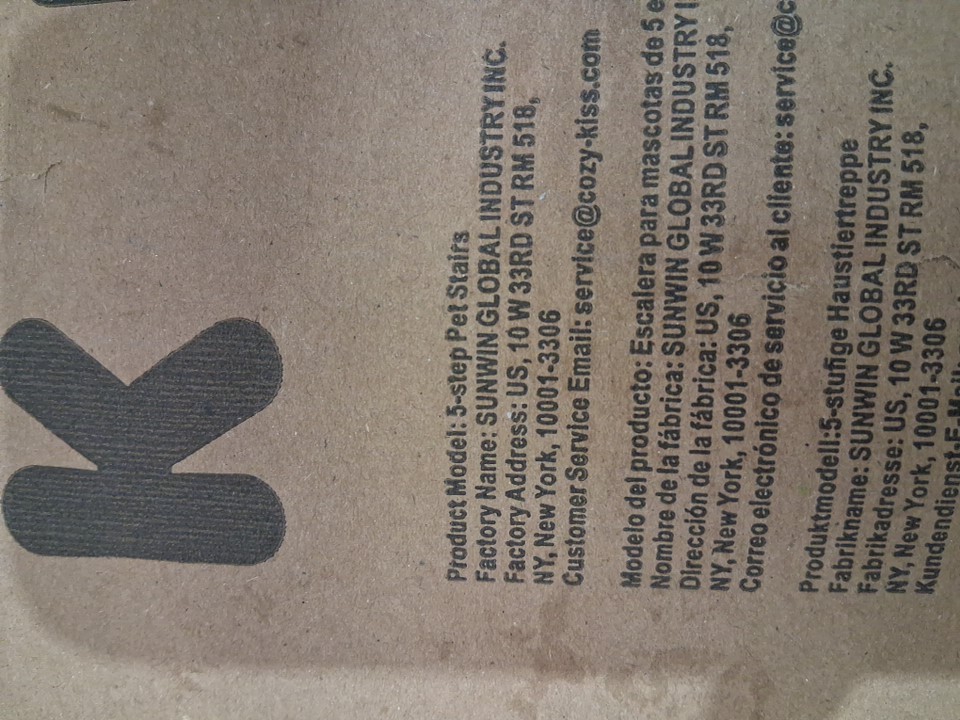 K
Product Model: 5-step Pet Stairs
Factory Name: SUNWIN GLOBAL INDUSTRY INC.
Factory Address: US, 10 W 33RD ST RM 518,
NY, New York, 10001-3306
Customer Service Email: service@cozy-kiss.com
Modelo del producto: Escalera para mascotas de 5 e
Nombre de la fábrica: SUNWIN GLOBAL INDUSTRY I
Dirección de la fábrica: US, 10 W 33RD ST RM 518,
NY, New York, 10001-3306
Correo electrónico de servicio al cliente: service@c
Produktmodell:5-stufige Haustiertreppe
Fabrikname: SUNWIN GLOBAL INDUSTRY INC.
Fabrikadresse: US, 10 W 33RD ST RM 518,
NY, New York, 10001-3306
Kundendienst-E-Mail: